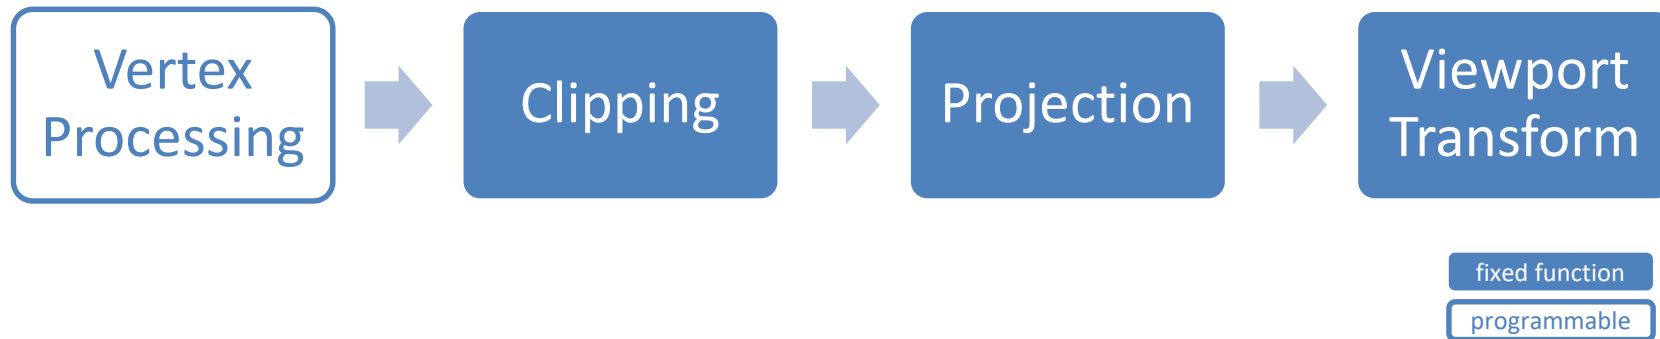 Vertex
Processing
Clipping
Projection
Viewport
Transform
fixed function
programmable